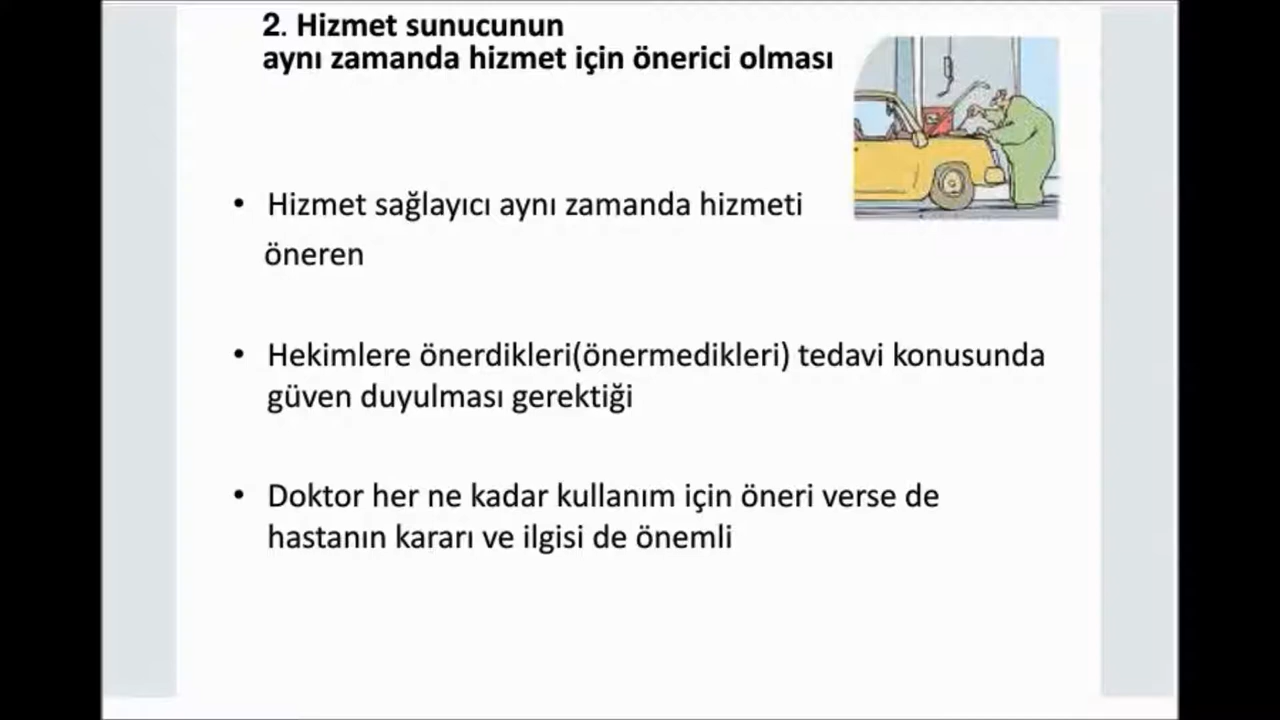 2. Hizmet sunucunun
aynı zamanda hizmet için önerici olması
• Hizmet sağlayıcı aynı zamanda hizmeti
öneren
• Hekimlere önerdikleri(önermedikleri) tedavi konusunda
güven duyulması gerektiği
• Doktor her ne kadar kullanım için öneri verse de
hastanın kararı ve ilgisi de önemli